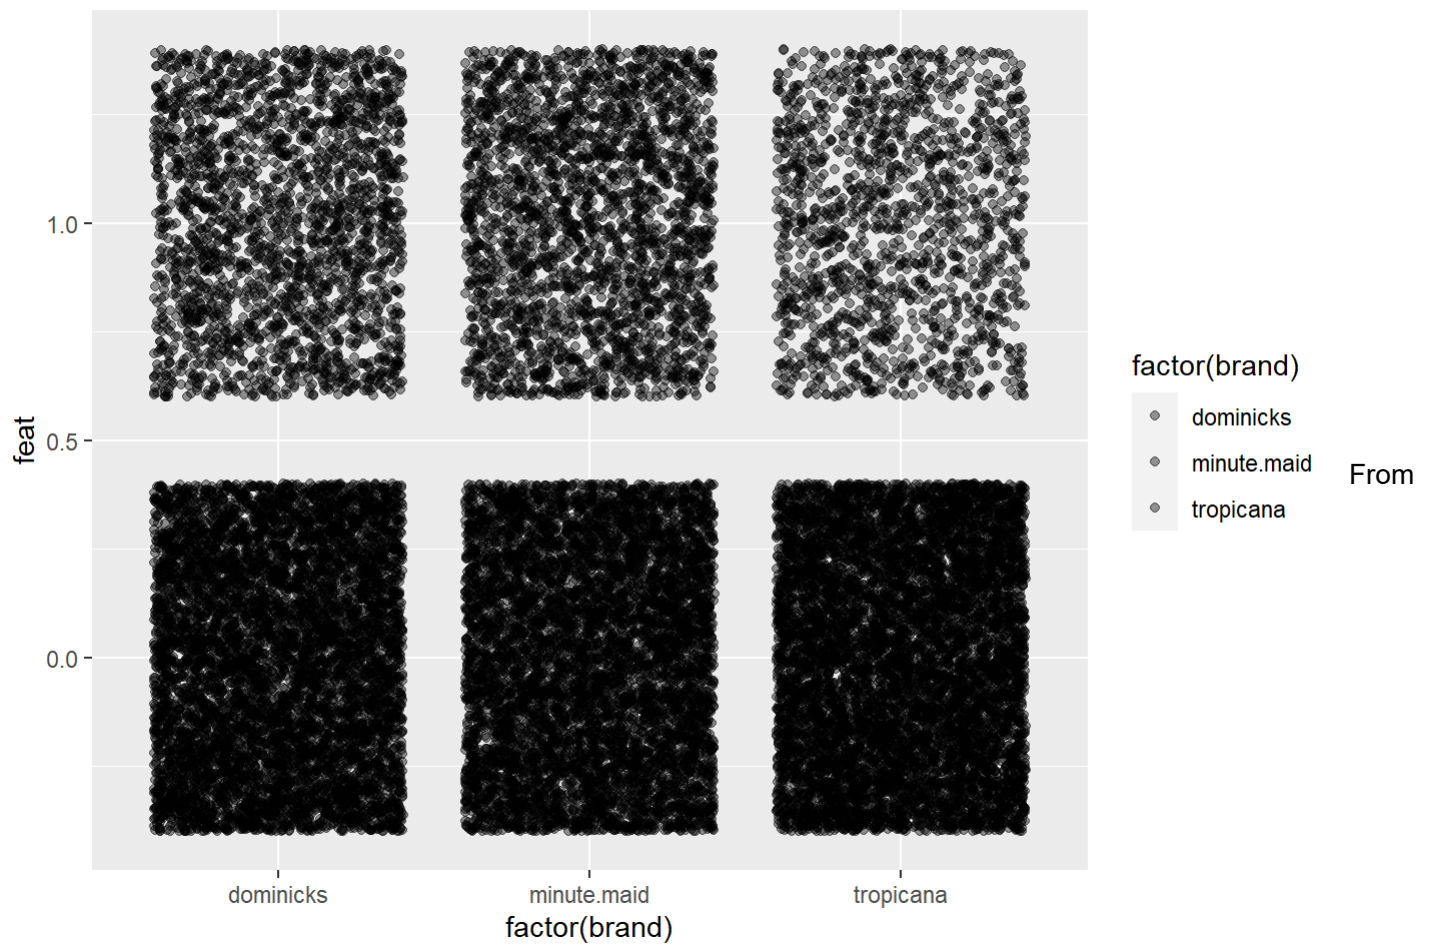 feat
1.0
0.5
0.0
dominicks
minute.maid
tropicana
factor(brand)
factor(brand)
dominicks
minute.maid
tropicana
From